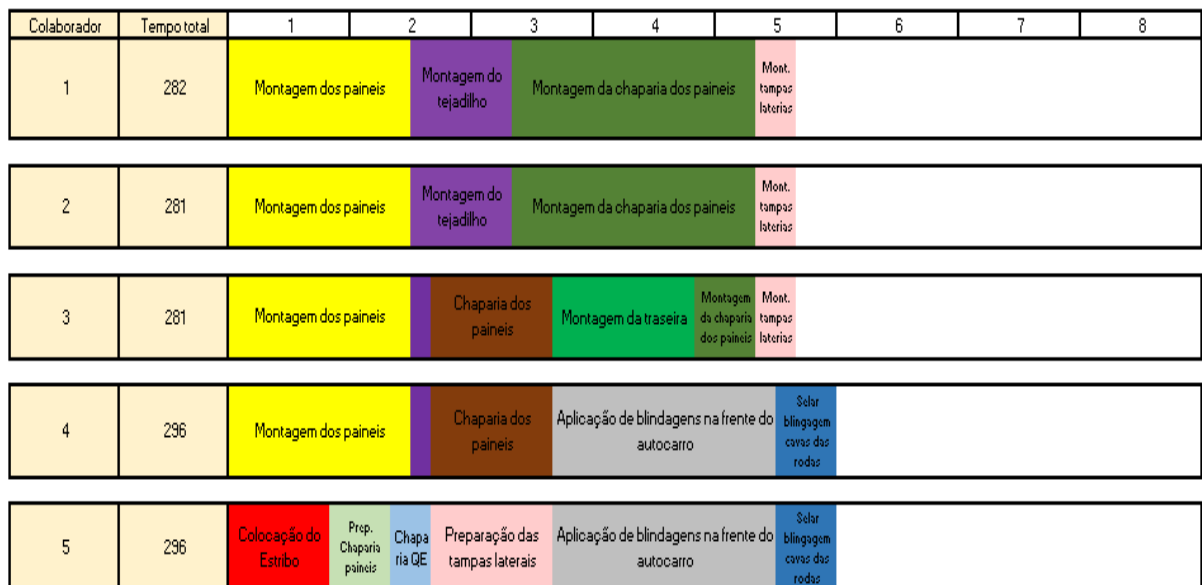 Colaborador Tempo total 1 2 3 4 5 6 7 8
1 282 Montagem dos paineis Montagem do tejadilho Montagem da chaparia dos paineis Mont. tampas laterias
2 281 Montagem dos paineis Montagem do tejadilho Montagem da chaparia dos paineis Mont. tampas laterias
3 281 Montagem dos paineis Chaparia dos paineis Montagem da traseira Montagem da chaparia dos paineis Mont. tampas laterias
4 296 Montagem dos paineis Chaparia dos paineis Aplicação de blindagens na frente do autocarro Selar blingagem cavas das rodas
5 296 Colocação do Estribo Prep. Chaparia paineis Chapa ria QE Preparação das tampas laterais Aplicação de blindagens na frente do autocarro Selar blingagem cavas das rodas